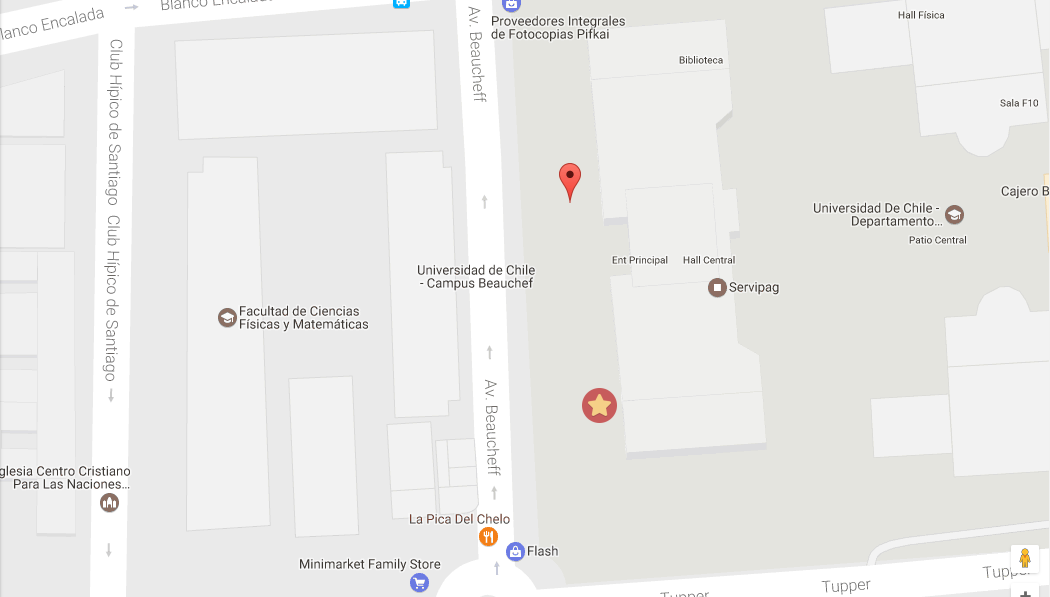 Blanco Encalada
lanco Encalada
Proveedores Integrales
de Fotocopias Pifkai
Hall Física
Biblioteca
Av. Beaucheff
Club Hípico de Santiago
Sala F10
Cajero B
Universidad De Chile -
Departamento...
Patio Central
Club Hípico de Santiago
Ent Principal
Hall Central
Universidad de Chile
- Campus Beauchef
Servipag
Facultad de Ciencias
Físicas y Matemáticas
Av. Beaucheff
glesia Centro Cristiano
Para Las Naciones...
La Pica Del Chelo
Flash
Minimarket Family Store
Tupper
Tupper
Tupper